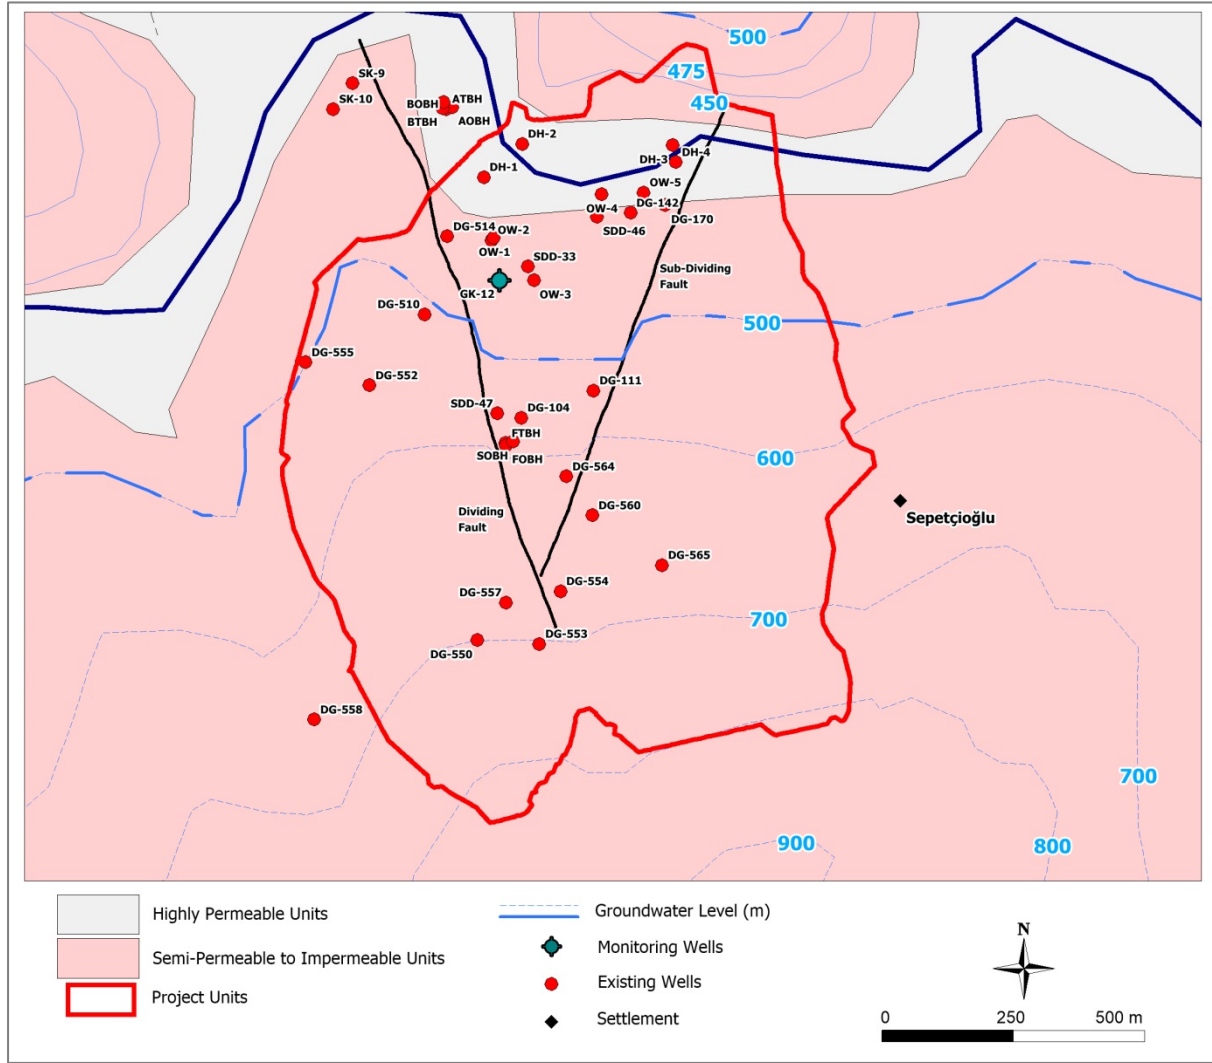 500
475
450
SK-9
SK-10
BOBH
ATBH
BTBH
AOBH
DH-2
DH-4
DH-3
DH-1
OW-5
DG-142
OW-4
DG-170
SDD-46
DG-514
OW-2
OW-1
SDD-33
Sub-Dividing
Fault
GK-12
OW-3
DG-510
500
DG-555
DG-552
DG-111
SDD-47
DG-104
FTBH
SOBH
FOBH
600
DG-564
DG-560
Dividing
Fault
Sepetçioğlu
DG-565
DG-554
DG-557
700
DG-553
DG-550
DG-558
700
900
800
Highly Permeable Units
Semi-Permeable to Impermeable Units
Project Units
Groundwater Level (m)
Monitoring Wells
Existing Wells
Settlement
N
0 250 500 m